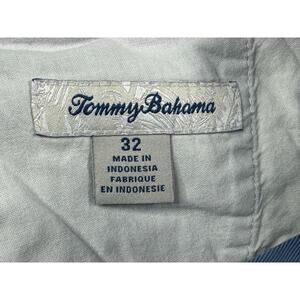 Tommy Bahama
32
MADE IN
INDONESIA
FABRIQUE
EN INDONESIE